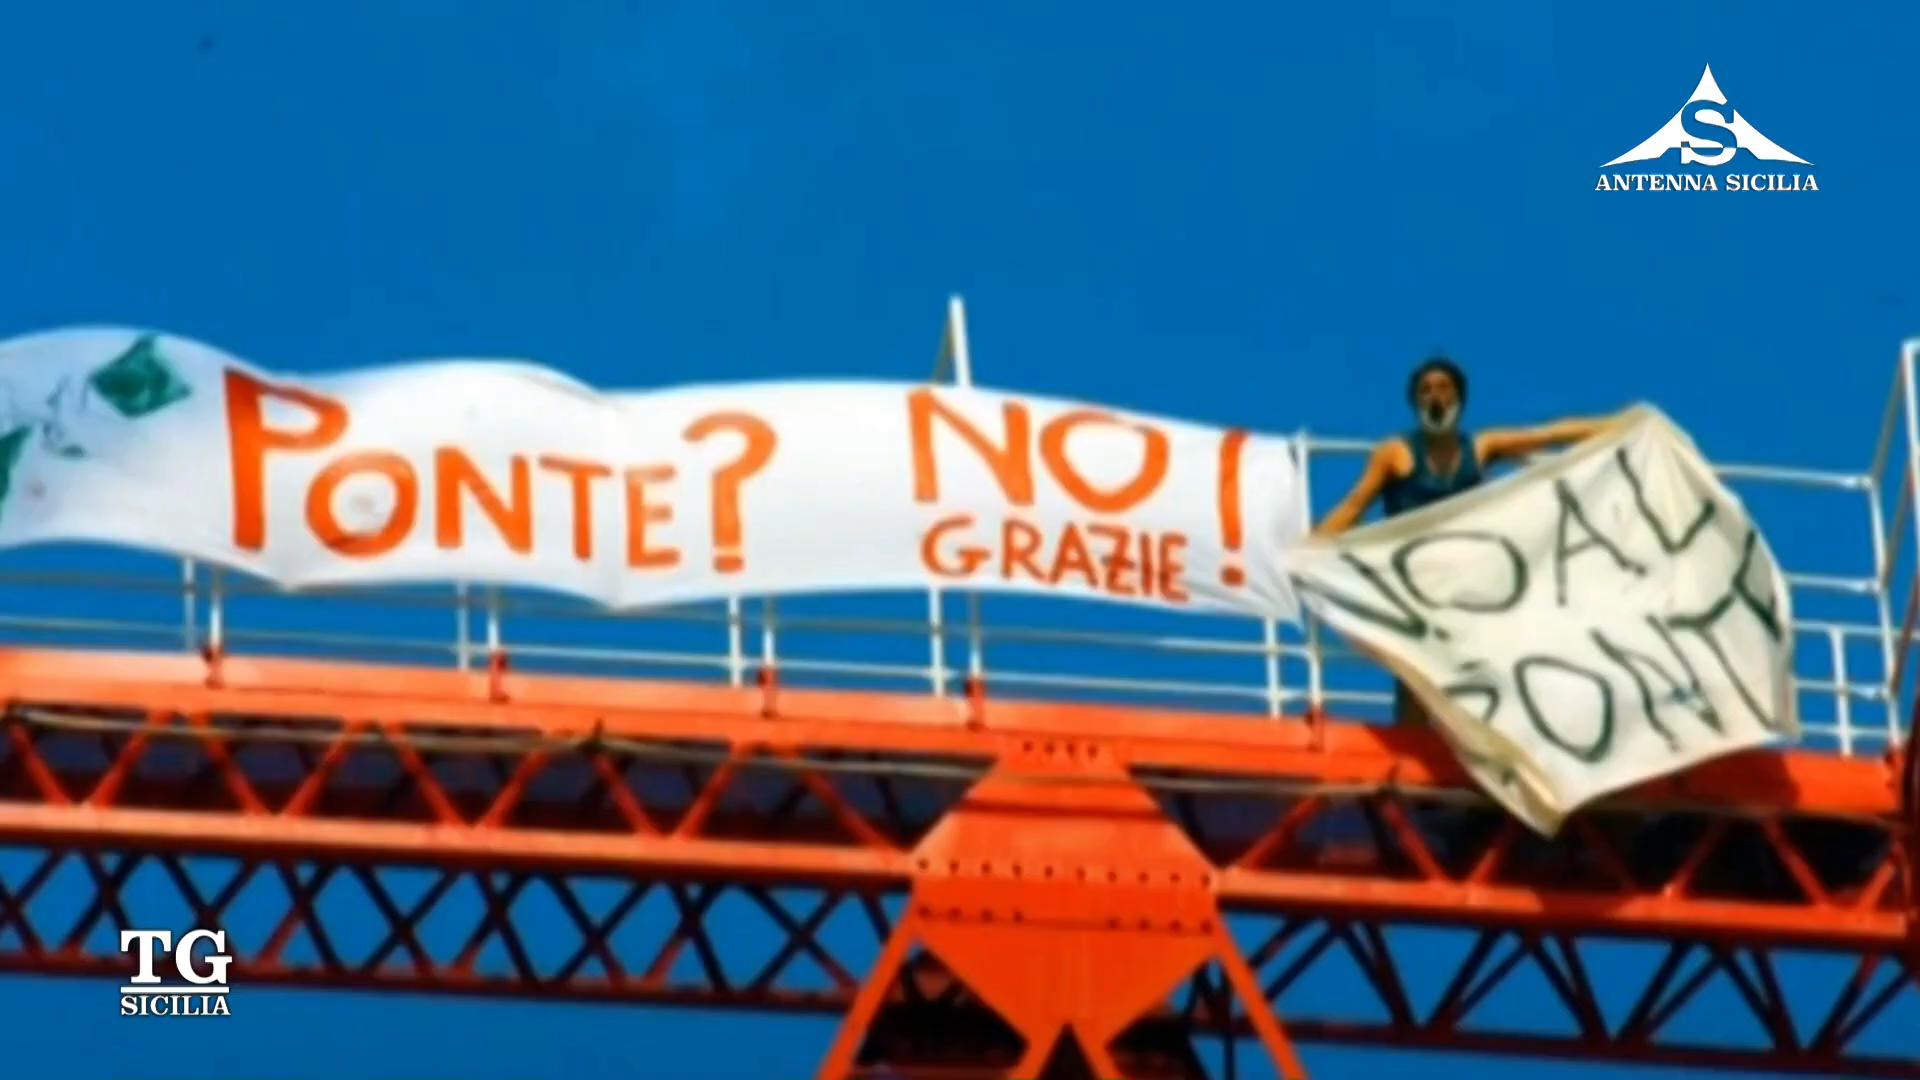 ANTENNA SICILIA
PONTE? NO!
GRAZIE
NO AL
PONTE
TG
SICILIA